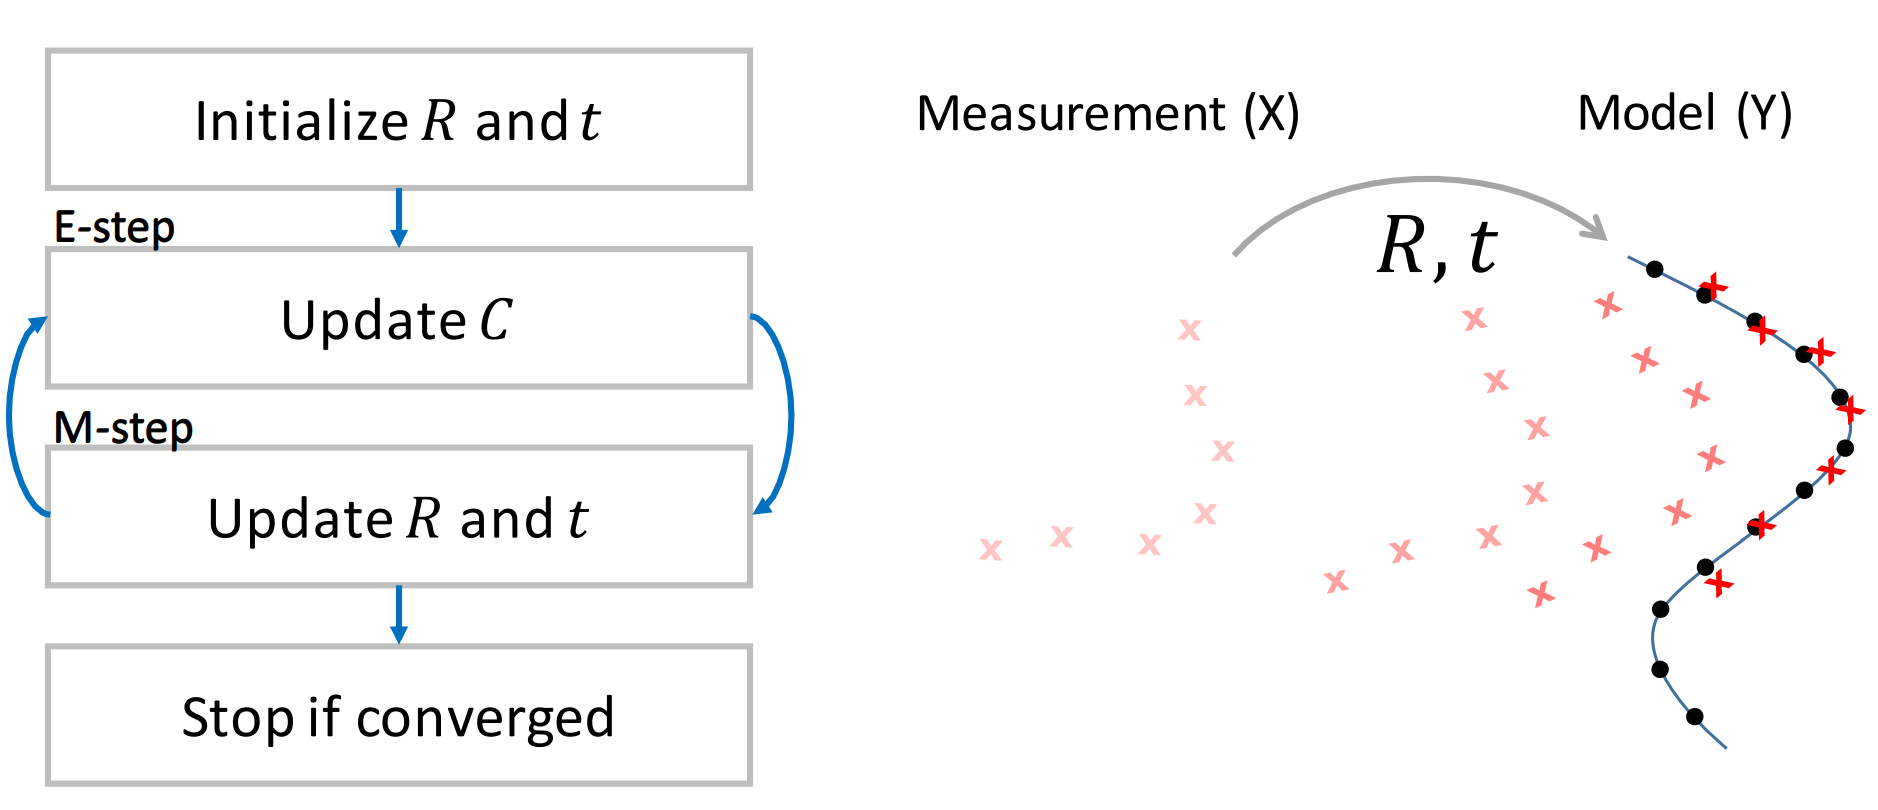 Initialize R and t
E-step
Update C
M-step
Update R and t
Stop if converged
Measurement (X)
Model (Y)
R, t